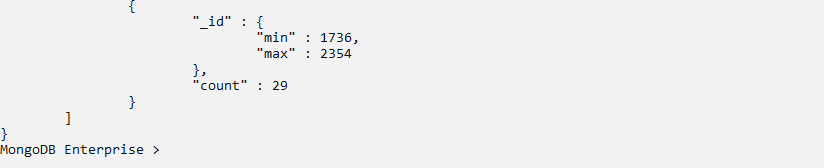 {
"_id" : {
"min" : 1736,
"max" : 2354
},
"count" : 29
}
]
}
MongoDB Enterprise >